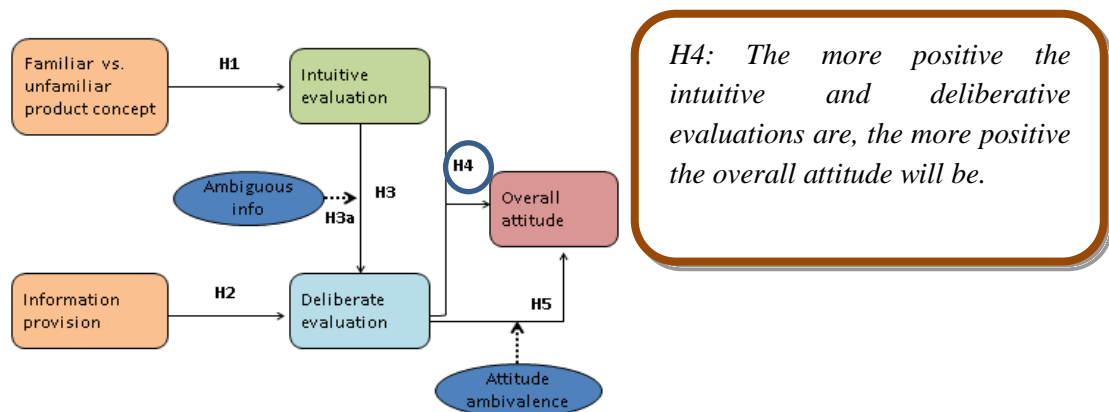 Familiar vs.
unfamiliar
product concept
H1
Intuitive
evaluation
H4: The more positive the
intuitive and deliberative
evaluations are, the more positive
the overall attitude will be.
Ambiguous
info
H3
H3a
H4
Overall
attitude
Information
provision
H2
Deliberate
evaluation
H5
Attitude
ambivalence